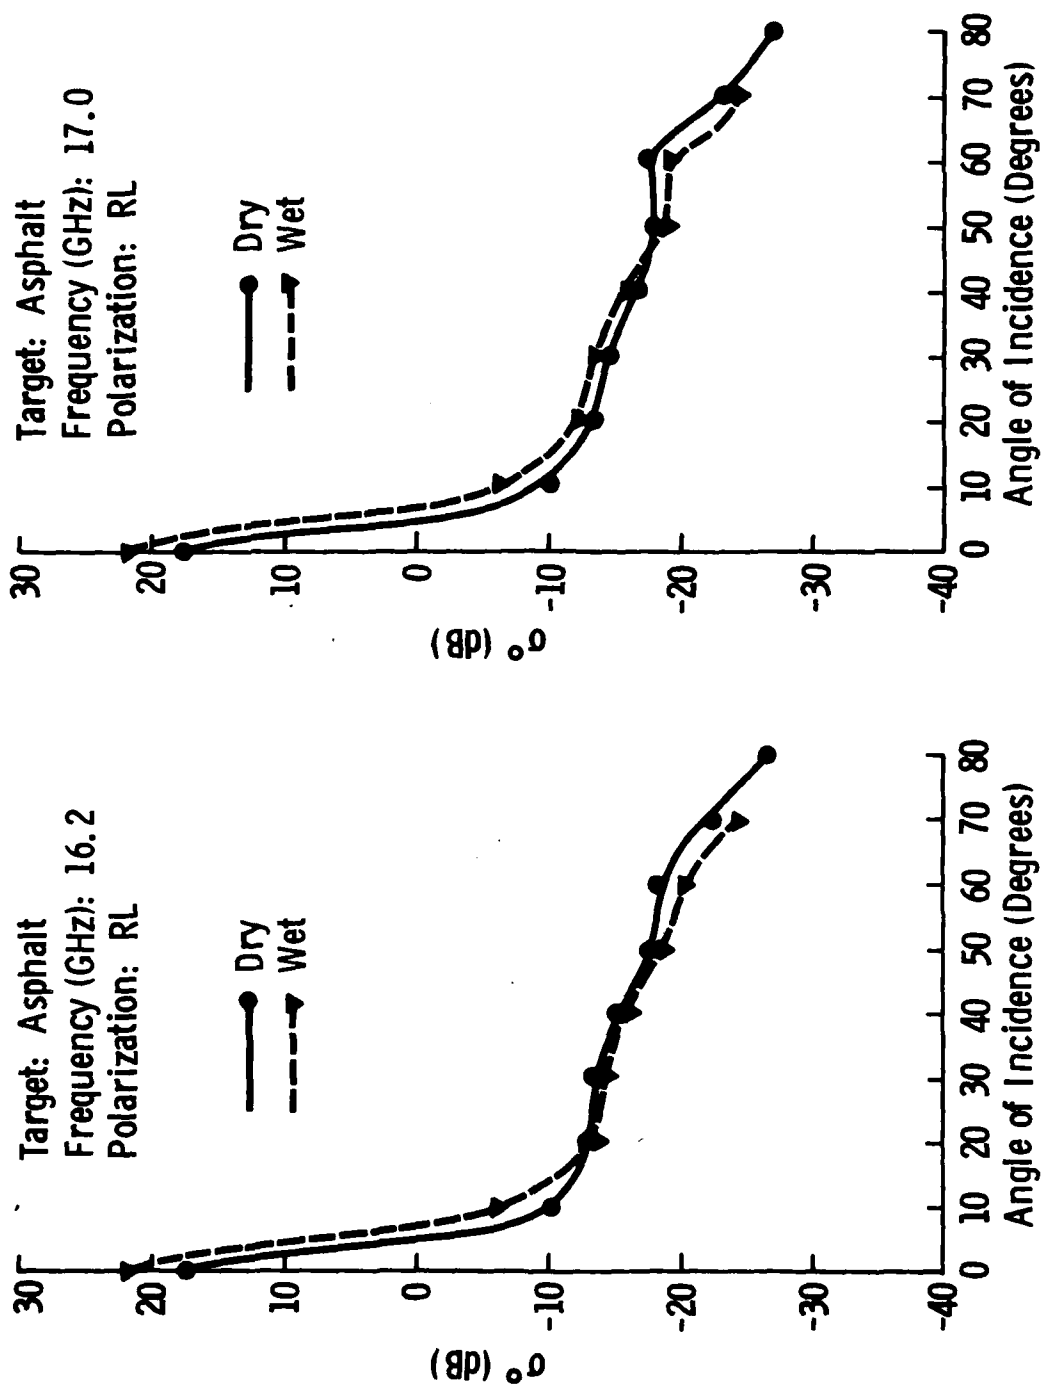 Target: Asphalt
Frequency (GHz): 16.2
Polarization: RL
Dry
Wet
30
20
10
0
-10
-20
-30
-40
σ° (dB)
0 10 20 30 40 50 60 70 80
Angle of Incidence (Degrees)
Target: Asphalt
Frequency (GHz): 17.0
Polarization: RL
Dry
Wet
30
20
10
0
-10
-20
-30
-40
σ° (dB)
0 10 20 30 40 50 60 70 80
Angle of Incidence (Degrees)